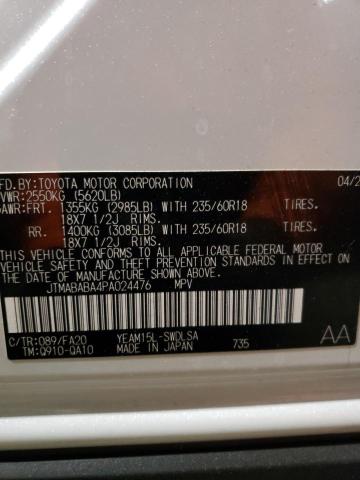 FD.BY:TOYOTA MOTOR CORPORATION 04/2
VWR:2550KG (5620LB)
AWR:FRT. 1355KG (2985LB) WITH 235/60R18 TIRES.
18X7 1/2J RIMS.
RR. 1400KG (3085LB) WITH 235/60R18 TIRES.
18X7 1/2J RIMS.
THIS VEHICLE CONFORMS TO ALL APPLICABLE FEDERAL MOTOR
VEHICLE SAFETY AND THEFT PREVENTION STANDARDS IN EFFECT
ON THE DATE OF MANUFACTURE SHOWN ABOVE.
JTMABABA4PA024476 MPV
C/TR:089/FA20 YEAM15L-SWDLSA AA
TM:Q910-QA10 MADE IN JAPAN 735